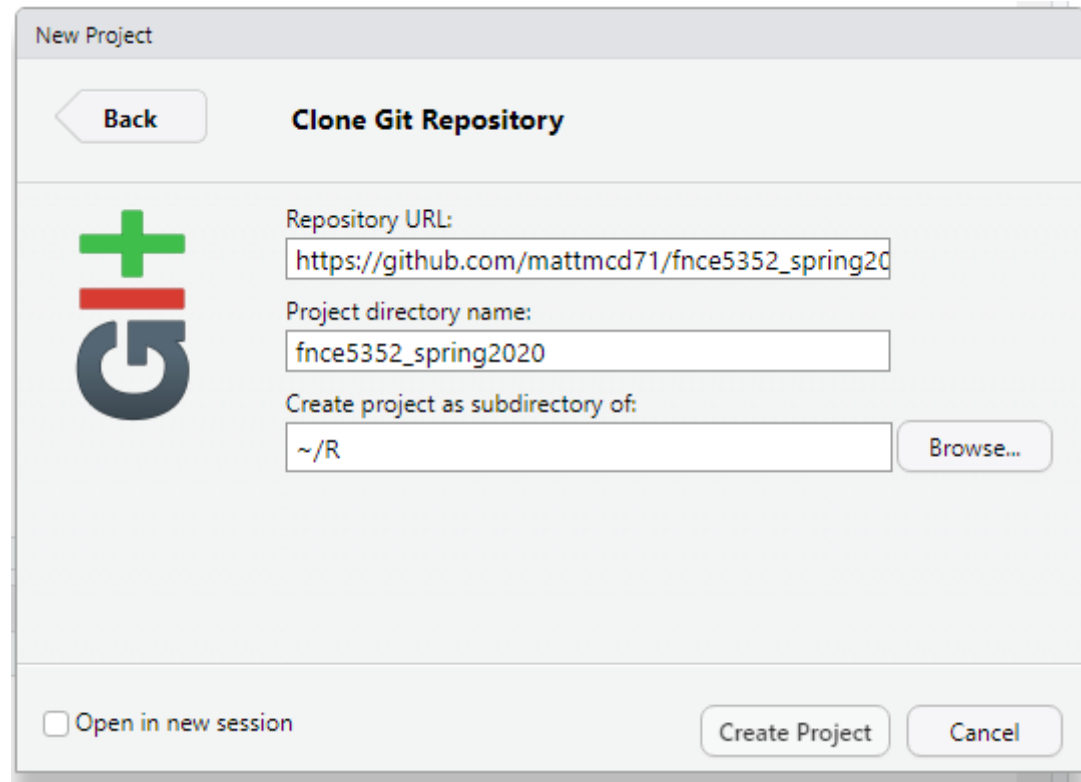 New Project
Back
Clone Git Repository
GIT
Repository URL:
https://github.com/mattmcd71/fnce5352_spring20
Project directory name:
fnce5352_spring2020
Create project as subdirectory of:
~/R
Browse...
Open in new session
Create Project
Cancel